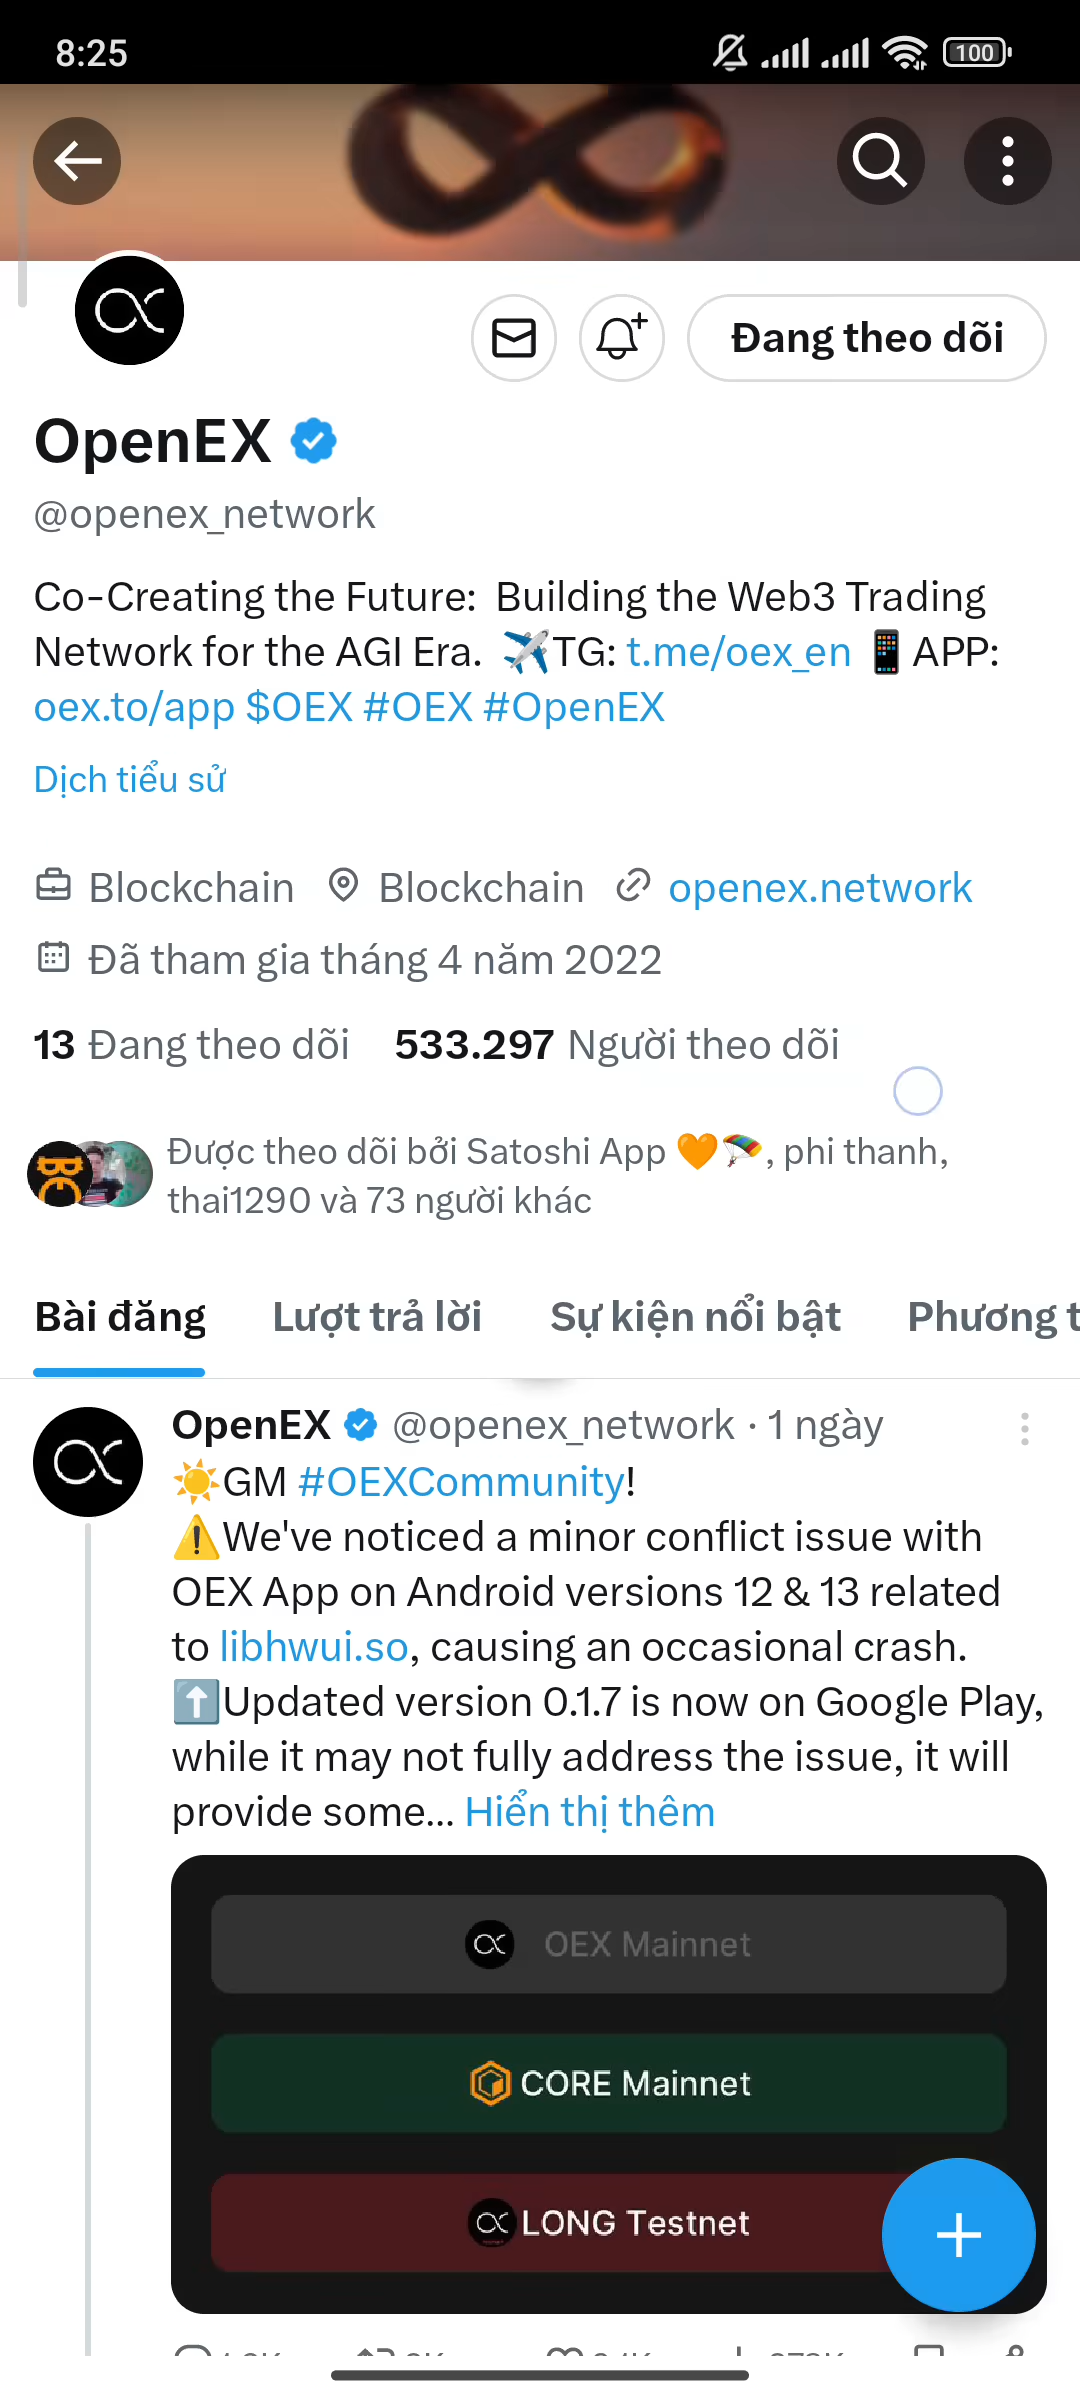 8:25
100
Đang theo dõi
OpenEX
@openex_network
Co-Creating the Future: Building the Web3 Trading
Network for the AGI Era. ✈️TG: t.me/oex_en 📱APP:
oex.to/app $OEX #OEX #OpenEX
Dịch tiểu sử
Blockchain Blockchain openex.network
Đã tham gia tháng 4 năm 2022
13 Đang theo dõi 533.297 Người theo dõi
Được theo dõi bởi Satoshi App 🧡🪂, phi thanh,
thai1290 và 73 người khác
Bài đăng Lượt trả lời Sự kiện nổi bật Phương t
OpenEX @openex_network · 1 ngày
☀️GM #OEXCommunity!
⚠️We've noticed a minor conflict issue with
OEX App on Android versions 12 & 13 related
to libhwui.so, causing an occasional crash.
⬆️Updated version 0.1.7 is now on Google Play,
while it may not fully address the issue, it will
provide some... Hiển thị thêm
OEX Mainnet
CORE Mainnet
LONG Testnet